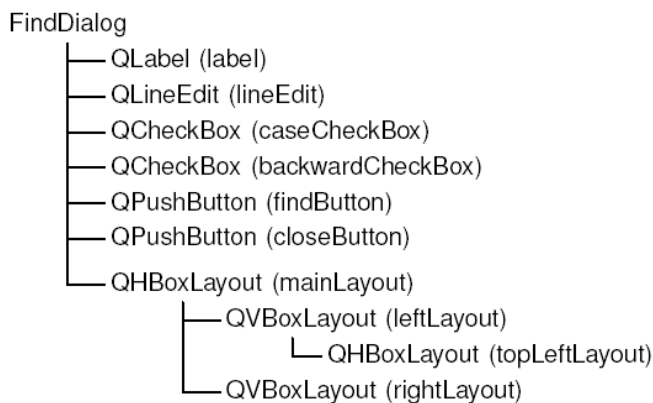 FindDialog
QLabel (label)
QLineEdit (lineEdit)
QCheckBox (caseCheckBox)
QCheckBox (backwardCheckBox)
QPushButton (findButton)
QPushButton (closeButton)
QHBoxLayout (mainLayout)
QVBoxLayout (leftLayout)
QHBoxLayout (topLeftLayout)
QVBoxLayout (rightLayout)